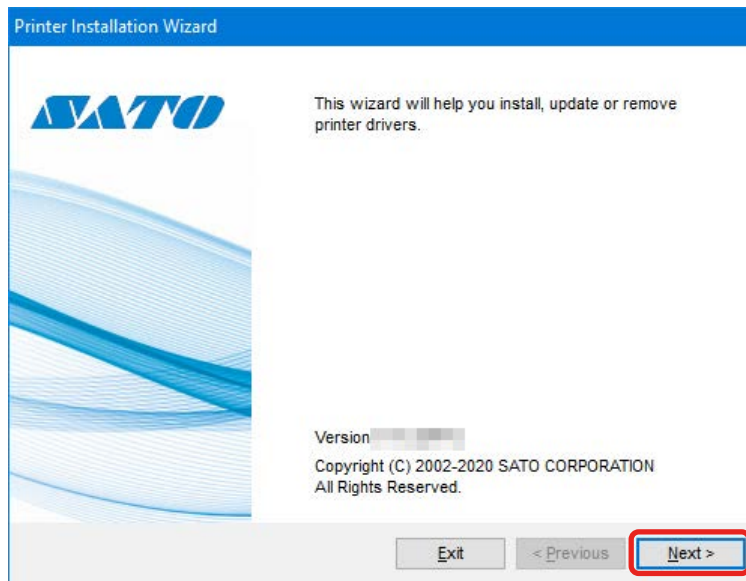 Printer Installation Wizard
SATO
This wizard will help you install, update or remove
printer drivers.
Version
Copyright (C) 2002-2020 SATO CORPORATION
All Rights Reserved.
Exit
< Previous
Next >